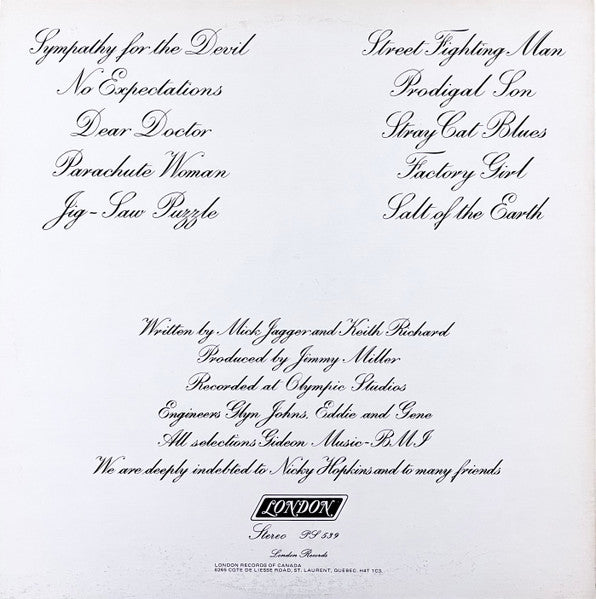 Sympathy for the Devil
No Expectations
Dear Doctor
Parachute Woman
Jig-Saw Puzzle
Street Fighting Man
Prodigal Son
Stray Cat Blues
Factory Girl
Salt of the Earth
Written by Mick Jagger and Keith Richard
Produced by Jimmy Miller
Recorded at Olympic Studios
Engineers Glyn Johns, Eddie and Gene
All selections Gideon Music-BMI
We are deeply indebted to Nicky Hopkins and to many friends
LONDON
Stereo PS 539
London Records
LONDON RECORDS OF CANADA
6265 COTE DE LIESSE ROAD, ST. LAURENT, QUEBEC. H4T 1C3.